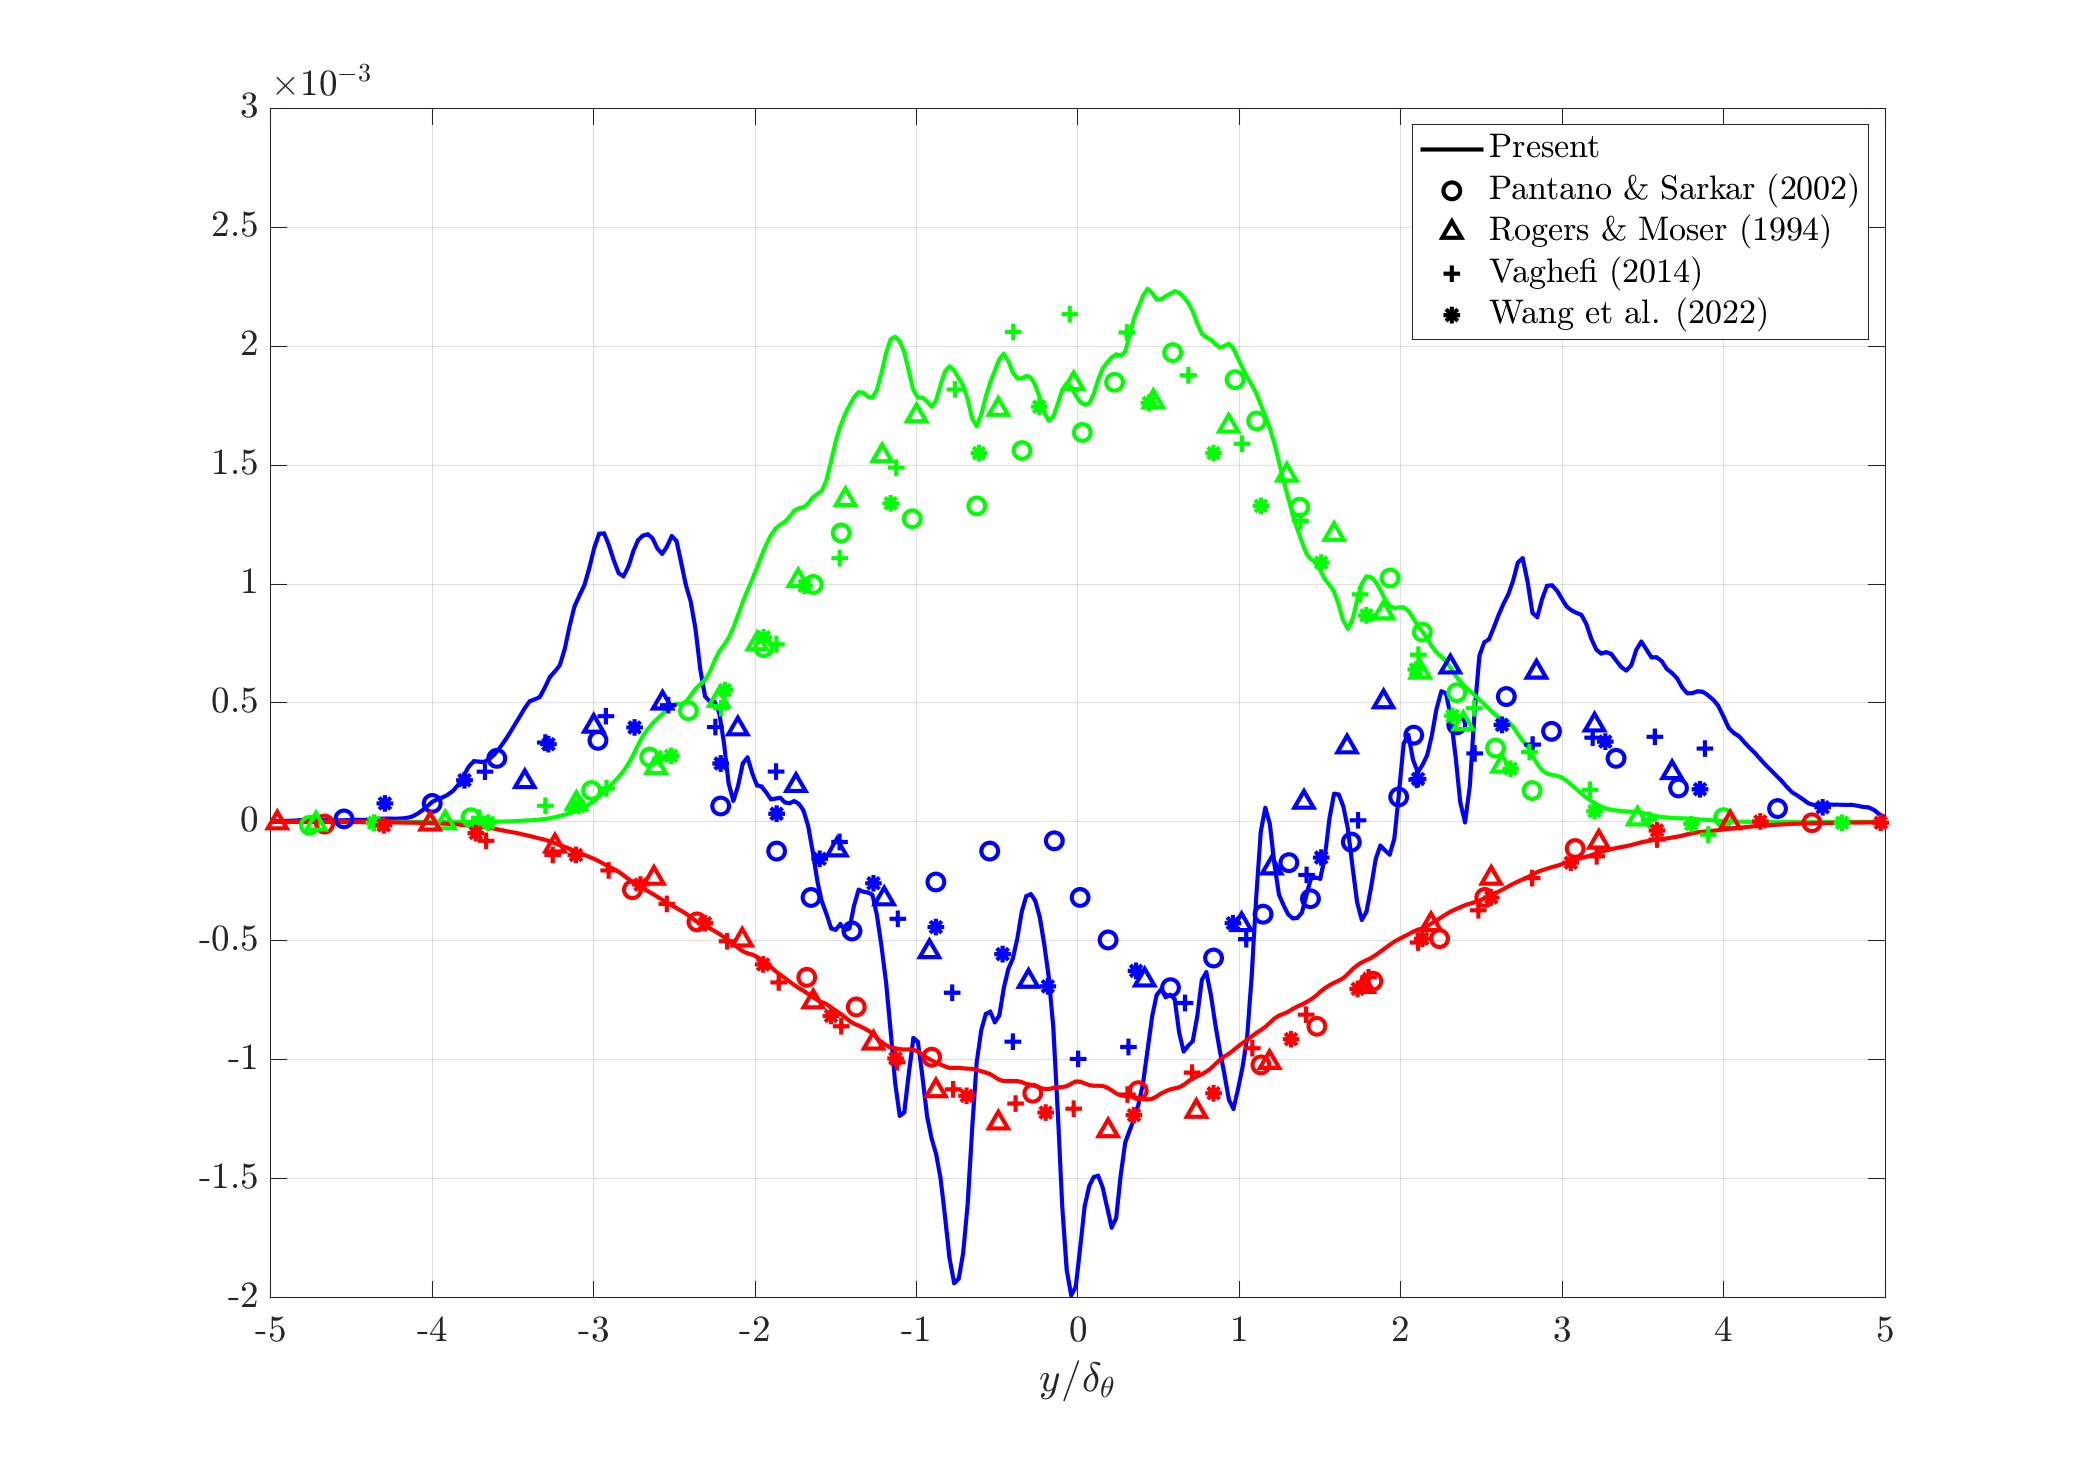 ×10⁻³
3
2.5
2
1.5
1
0.5
0
-0.5
-1
-1.5
-2
-5 -4 -3 -2 -1 0 1 2 3 4 5
y/δθ
Present
Pantano & Sarkar (2002)
Rogers & Moser (1994)
Vaghefi (2014)
Wang et al. (2022)